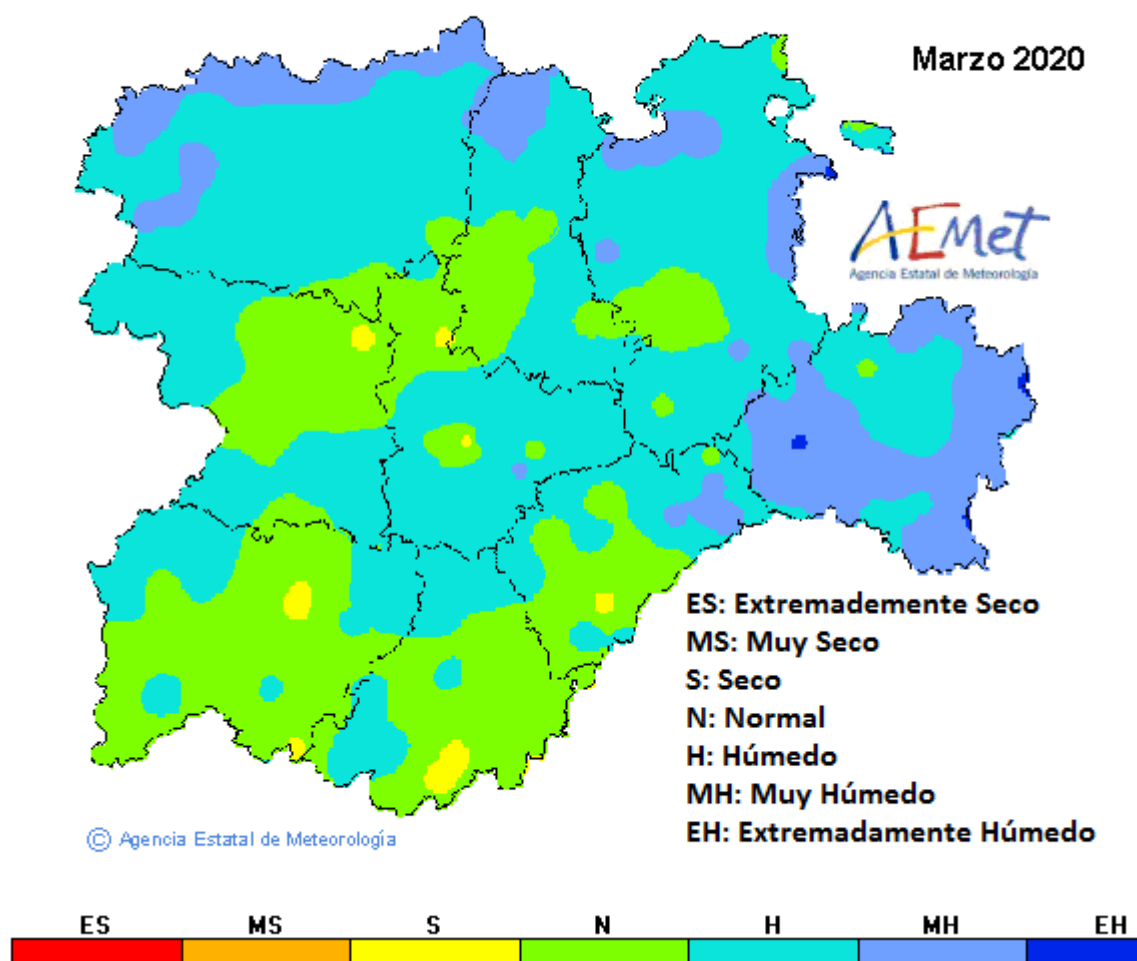 Marzo 2020
AEMet
Agencia Estatal de Meteorología
ES: Extremademente Seco
MS: Muy Seco
S: Seco
N: Normal
H: Húmedo
MH: Muy Húmedo
EH: Extremadamente Húmedo
© Agencia Estatal de Meteorología
ES MS S N H MH EH